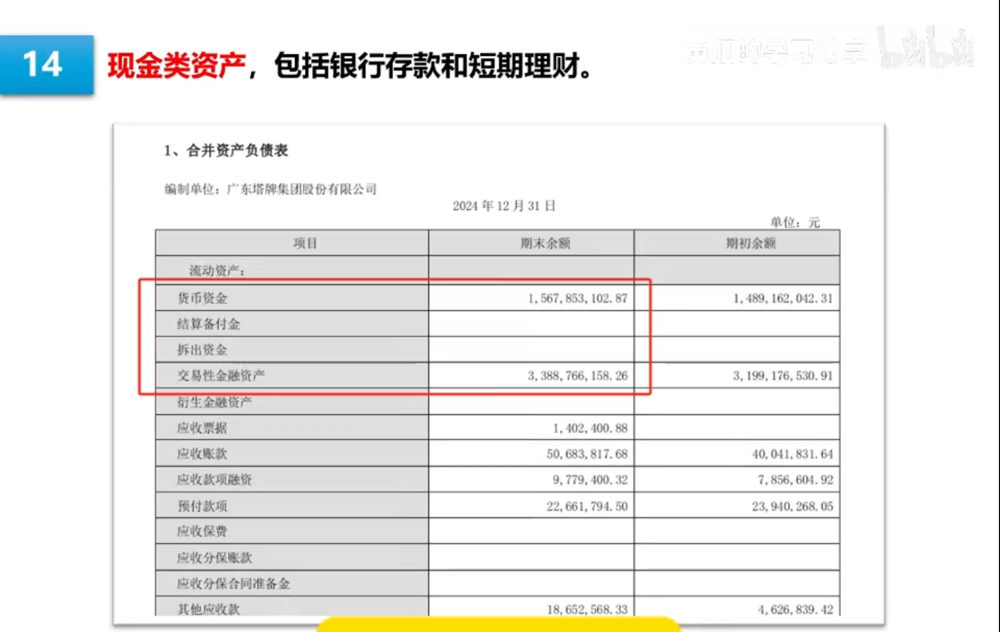 14
现金类资产，包括银行存款和短期理财。
bilibili
1、合并资产负债表
编制单位：广东塔牌集团股份有限公司
2024 年 12 月 31 日
单位：元
项目 期末余额 期初余额
流动资产：
货币资金 1,567,853,102.87 1,489,162,042.31
结算备付金
拆出资金
交易性金融资产 3,388,766,158.26 3,199,176,530.91
衍生金融资产
应收票据 1,402,400.88
应收账款 50,683,817.68 40,041,831.64
应收款项融资 9,779,400.32 7,856,604.92
预付款项 22,661,794.50 23,940,268.05
应收保费
应收分保账款
应收分保合同准备金
其他应收款 18,652,568.33 4,626,839.42